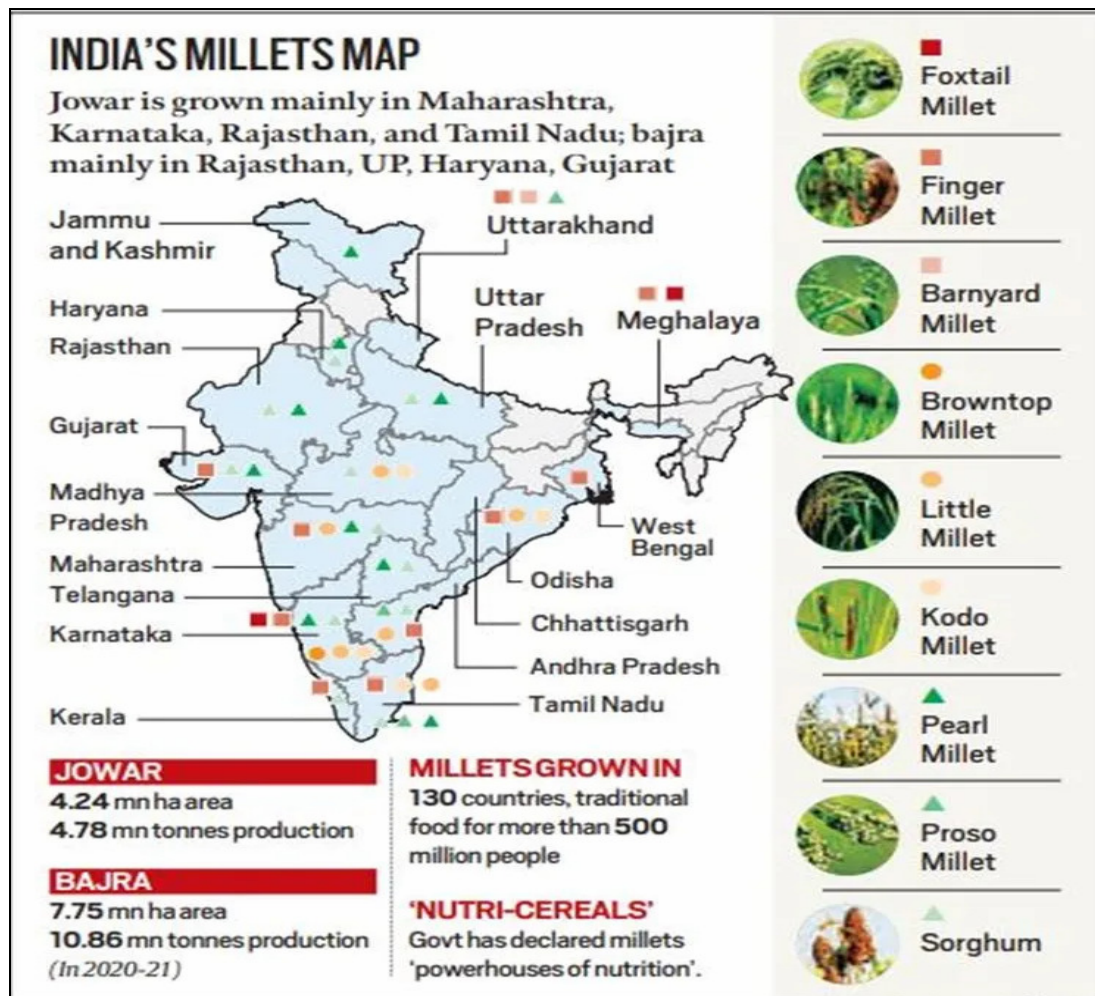 INDIA'S MILLETS MAP
Jowar is grown mainly in Maharashtra,
Karnataka, Rajasthan, and Tamil Nadu; bajra
mainly in Rajasthan, UP, Haryana, Gujarat
Jammu
and Kashmir
Uttarakhand
Haryana
Uttar
Pradesh
Meghalaya
Rajasthan
Gujarat
Madhya
Pradesh
West
Bengal
Maharashtra
Odisha
Telangana
Chhattisgarh
Karnataka
Andhra Pradesh
Tamil Nadu
Kerala
JOWAR
4.24 mn ha area
4.78 mn tonnes production
BAJRA
7.75 mn ha area
10.86 mn tonnes production
(In 2020-21)
MILLETS GROWN IN
130 countries, traditional
food for more than 500
million people
'NUTRI-CEREALS'
Govt has declared millets
'powerhouses of nutrition'.
Foxtail
Millet
Finger
Millet
Barnyard
Millet
Browntop
Millet
Little
Millet
Kodo
Millet
Pearl
Millet
Proso
Millet
Sorghum